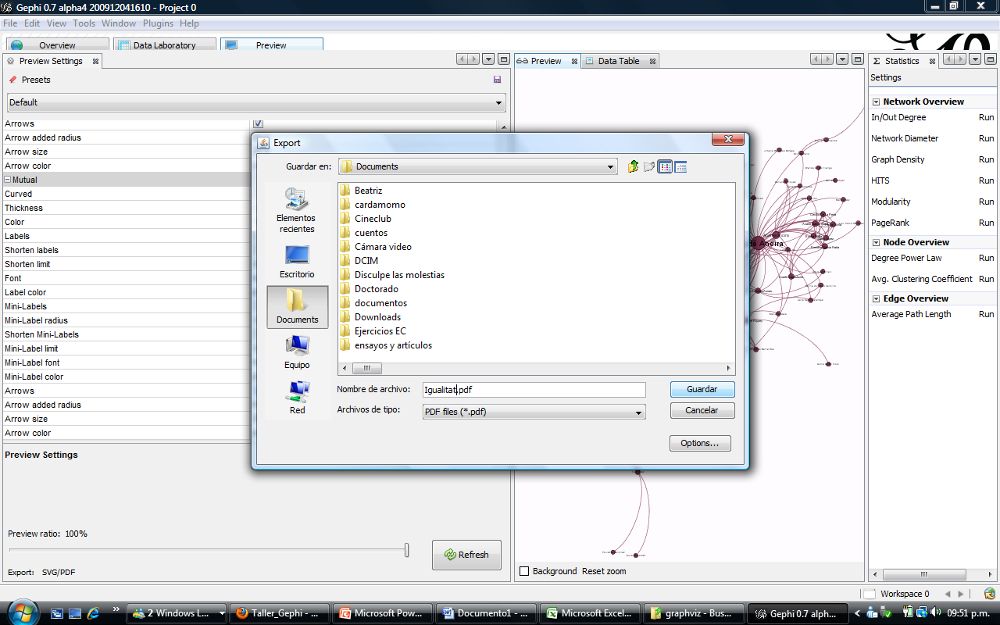 Gephi 0.7 alpha4 200912041610 - Project 0
File Edit View Tools Window Plugins Help
Overview Data Laboratory Preview
Preview Settings
Presets
Default
Arrows
Arrow added radius
Arrow size
Arrow color
Mutual
Curved
Thickness
Color
Labels
Shorten labels
Shorten limit
Font
Label color
Mini-Labels
Mini-Label radius
Shorten Mini-Labels
Mini-Label limit
Mini-Label font
Mini-Label color
Arrows
Arrow added radius
Arrow size
Arrow color
Preview Settings
Preview ratio: 100%
Refresh
Export: SVG/PDF
Export
Guardar en: Documents
Elementos recientes
Escritorio
Documents
Equipo
Red
Beatriz
cardamomo
Cineclub
cuentos
Cámara video
DCIM
Disculpe las molestias
Doctorado
documentos
Downloads
Ejercicios EC
ensayos y artículos
Nombre de archivo: Igualitat.pdf
Archivos de tipo: PDF files (*.pdf)
Guardar
Cancelar
Options...
Preview Data Table
Ancira
Background Reset zoom
Statistics
Settings
Network Overview
In/Out Degree Run
Network Diameter Run
Graph Density Run
HITS Run
Modularity Run
PageRank Run
Node Overview
Degree Power Law Run
Avg. Clustering Coefficient Run
Edge Overview
Average Path Length Run
Workspace 0
2 Windows L... Taller_Gephi - ... Microsoft Pow... Documento1 - ... Microsoft Excel... graphviz - Bus... Gephi 0.7 alph... 09:51 p.m.